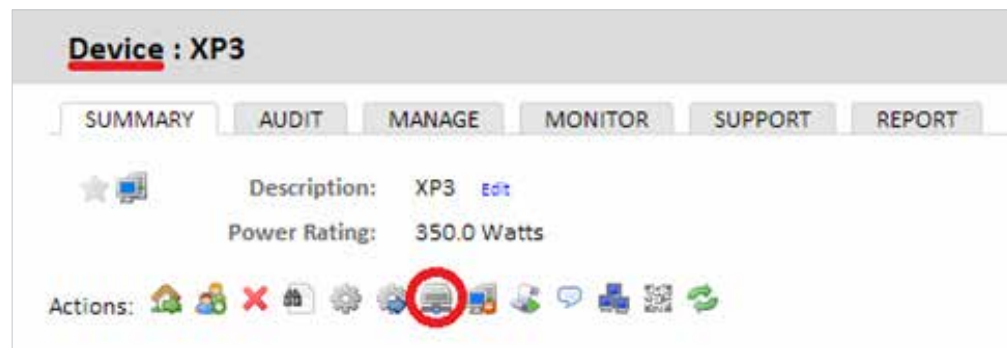 Device : XP3
SUMMARY AUDIT MANAGE MONITOR SUPPORT REPORT
Description: XP3 Edit
Power Rating: 350.0 Watts
Actions: